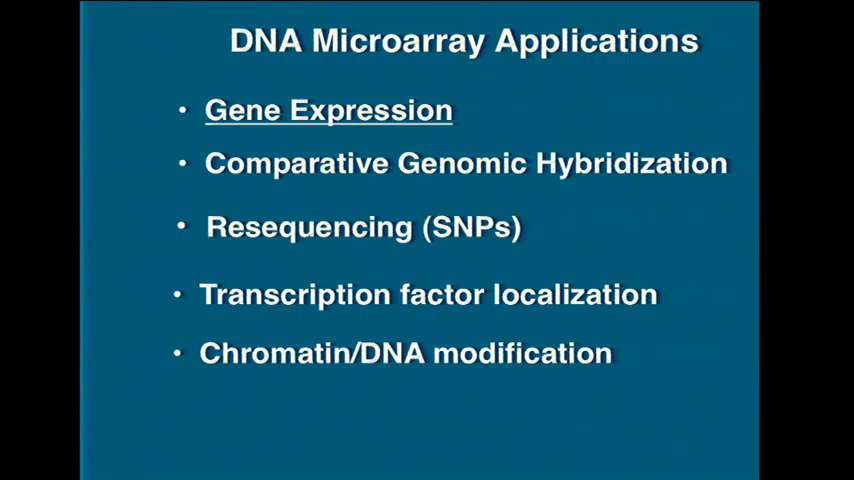 DNA Microarray Applications
• Gene Expression
• Comparative Genomic Hybridization
• Resequencing (SNPs)
• Transcription factor localization
• Chromatin/DNA modification